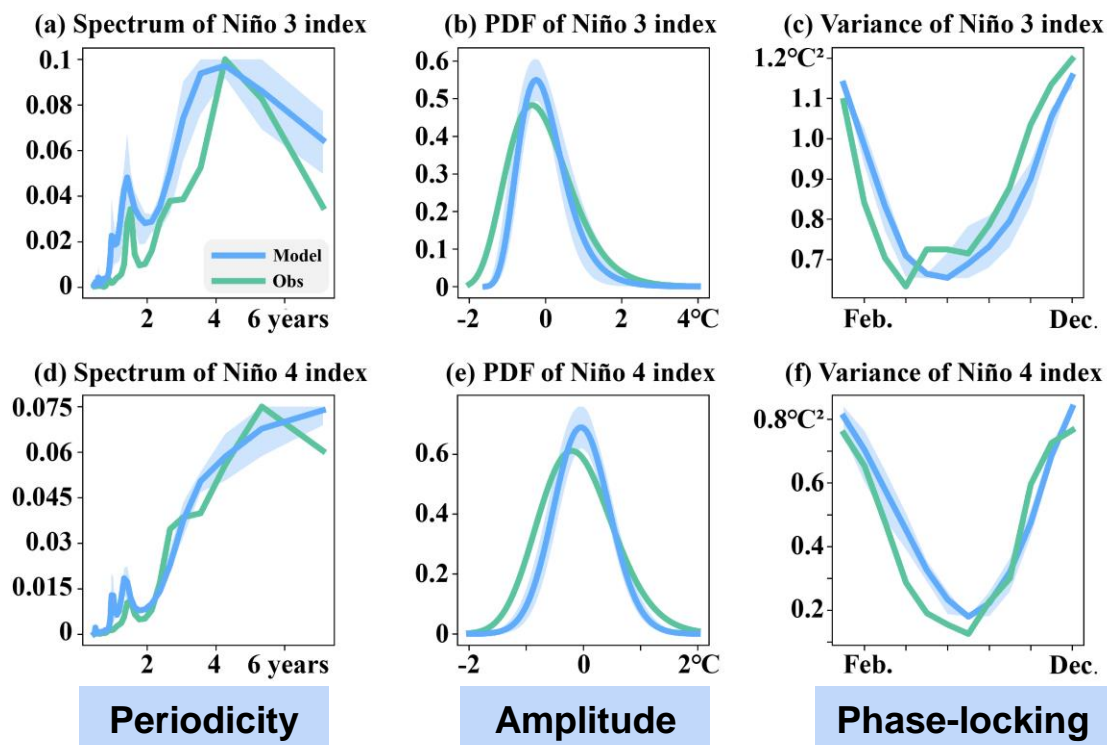 (a) Spectrum of Niño 3 index
0.1
0.08
0.06
0.04
0.02
0
2
4
6 years
Model
Obs
(b) PDF of Niño 3 index
0.6
0.5
0.4
0.3
0.2
0.1
0
-2
0
2
4°C
(c) Variance of Niño 3 index
1.2°C²
1.1
1.0
0.9
0.8
0.7
Feb.
Dec.
(d) Spectrum of Niño 4 index
0.075
0.06
0.045
0.03
0.015
0
2
4
6 years
(e) PDF of Niño 4 index
0.6
0.4
0.2
0
-2
0
2°C
(f) Variance of Niño 4 index
0.8°C²
0.6
0.4
0.2
Feb.
Dec.
Periodicity
Amplitude
Phase-locking